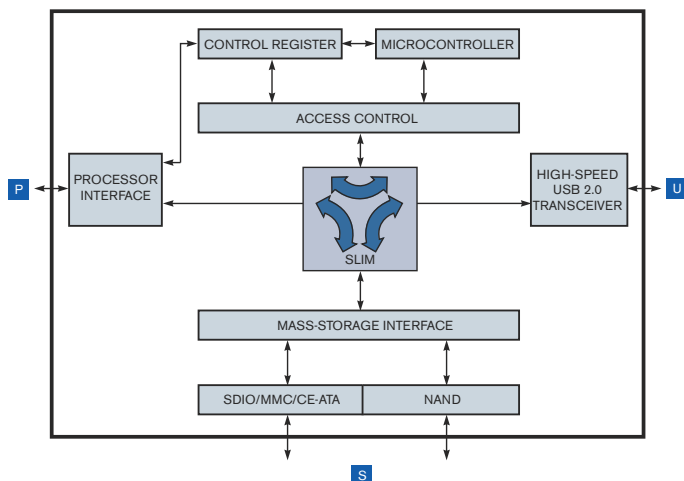 CONTROL REGISTER
MICROCONTROLLER
ACCESS CONTROL
P
PROCESSOR
INTERFACE
SLIM
HIGH-SPEED
USB 2.0
TRANSCEIVER
U
MASS-STORAGE INTERFACE
SDIO/MMC/CE-ATA
NAND
S